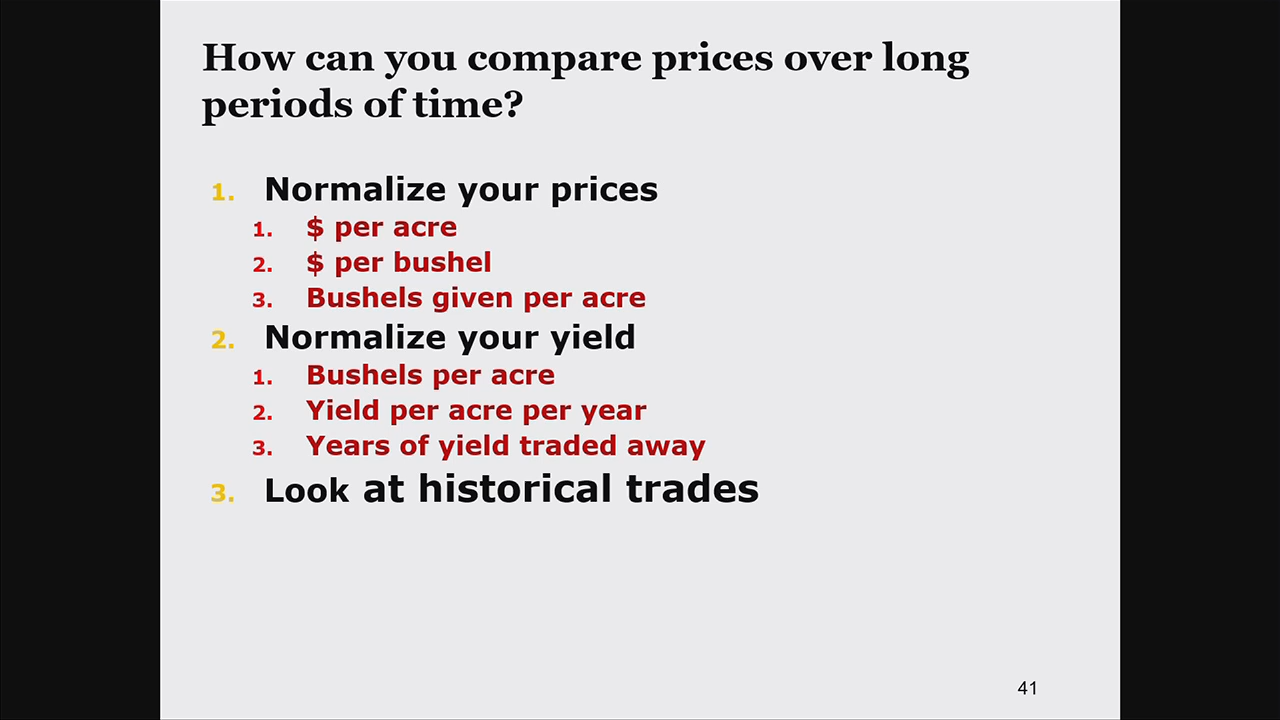 How can you compare prices over long
periods of time?
1. Normalize your prices
1. $ per acre
2. $ per bushel
3. Bushels given per acre
2. Normalize your yield
1. Bushels per acre
2. Yield per acre per year
3. Years of yield traded away
3. Look at historical trades
41